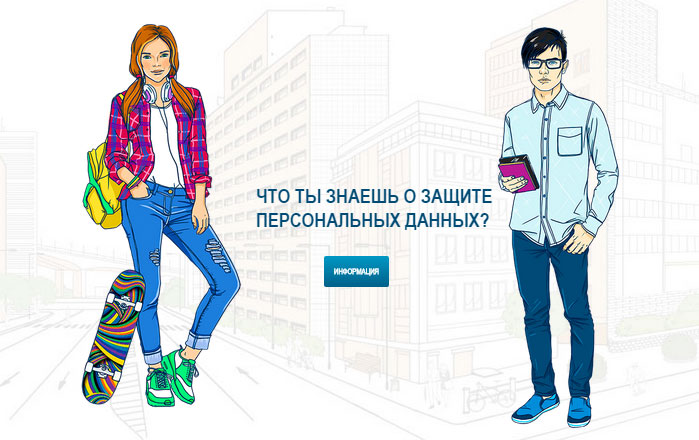 ЧТО ТЫ ЗНАЕШЬ О ЗАЩИТЕ
ПЕРСОНАЛЬНЫХ ДАННЫХ?
ИНФОРМАЦИЯ